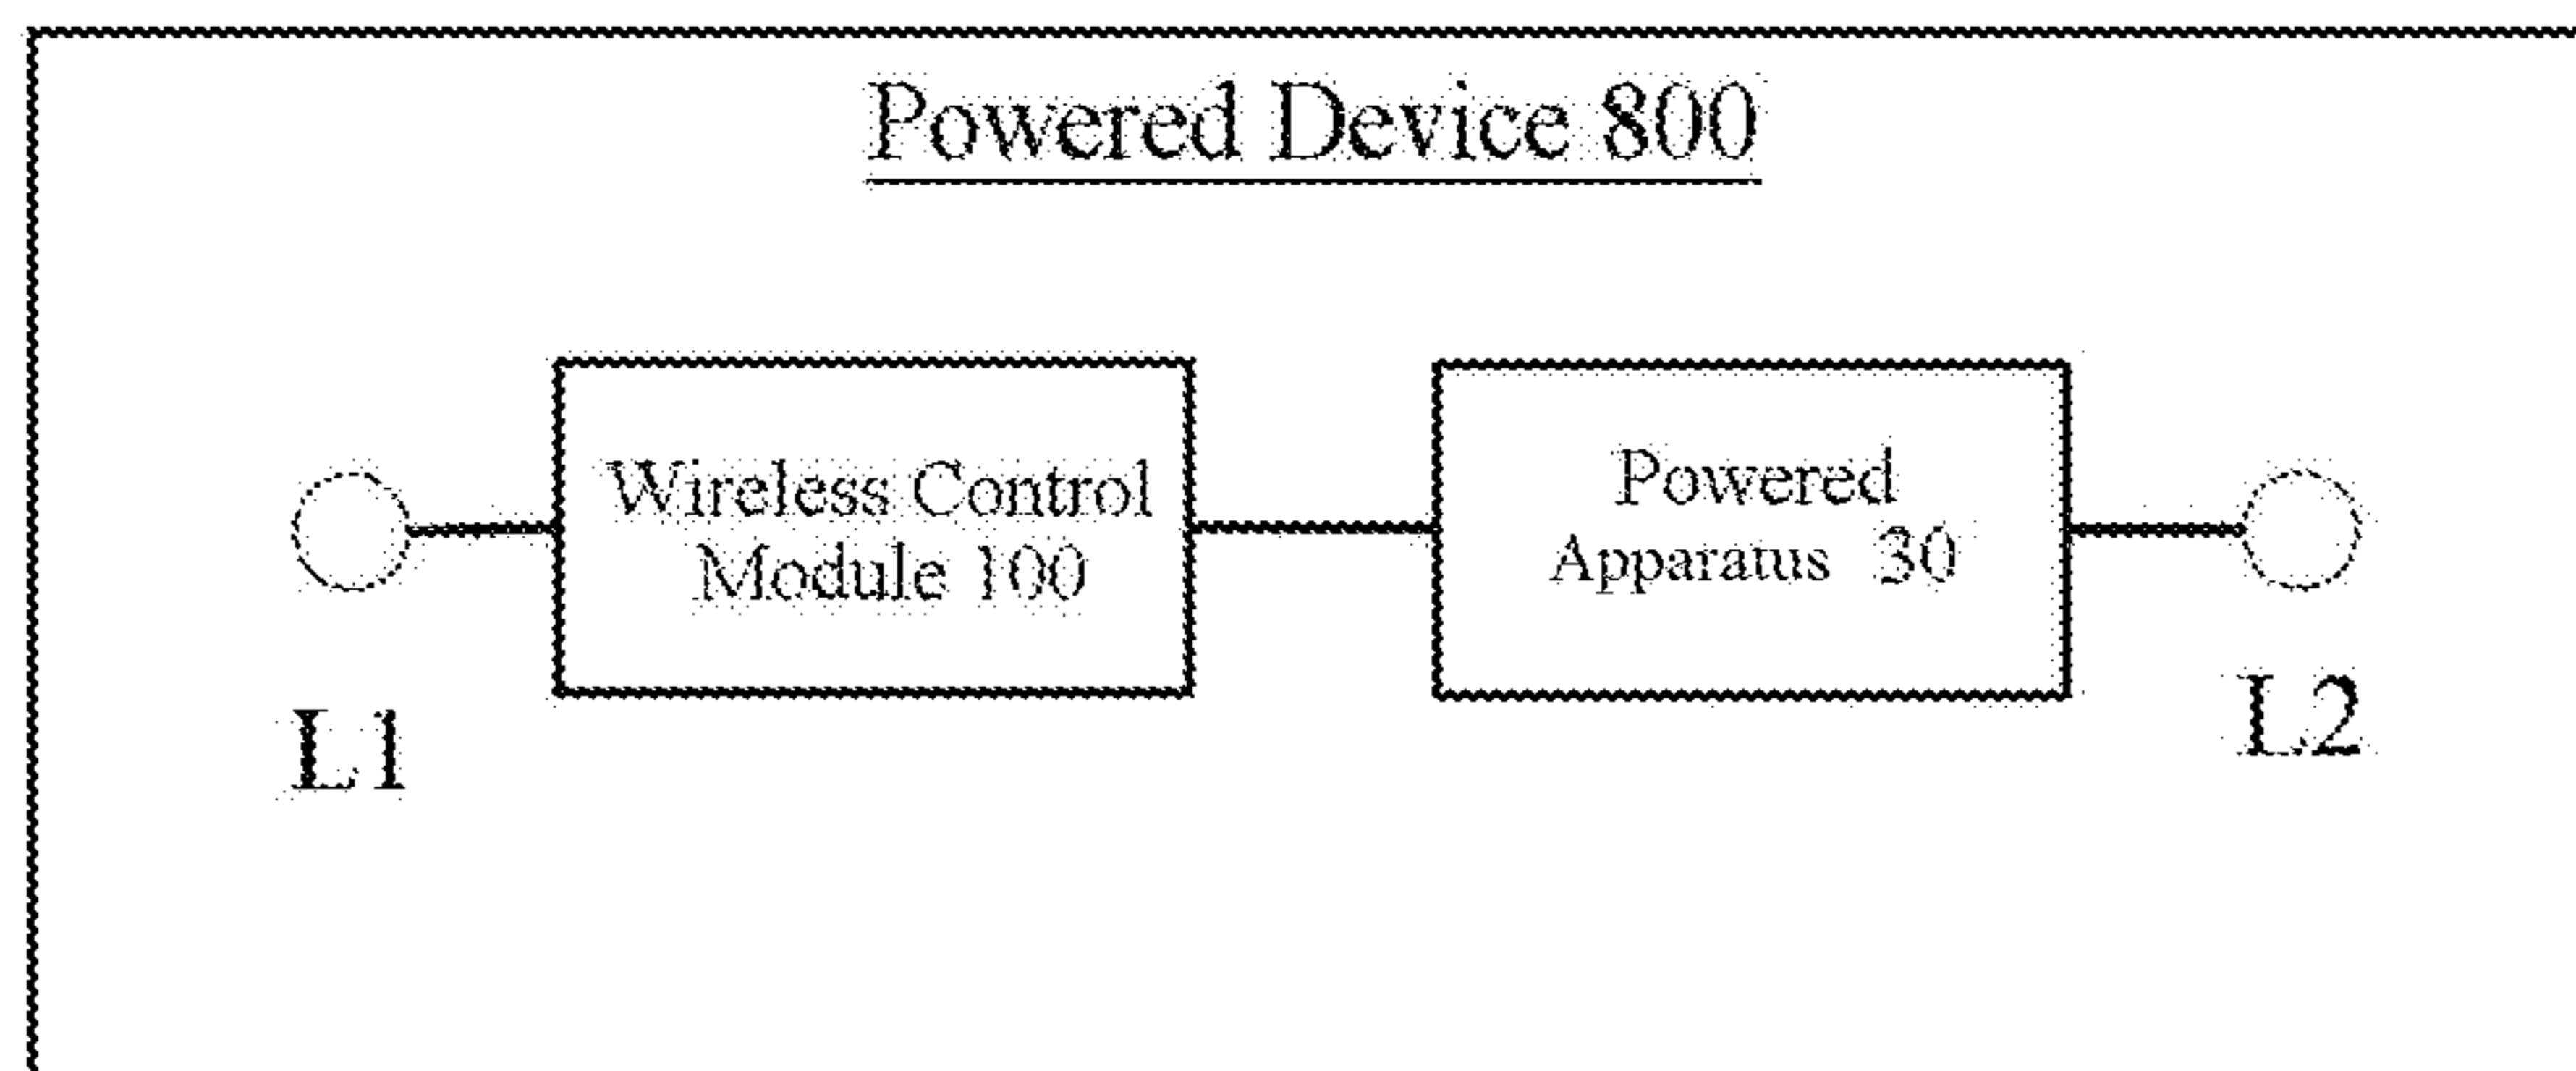 Powered Device 800
Wireless Control
Module 100
Powered
Apparatus 30
L1
L2